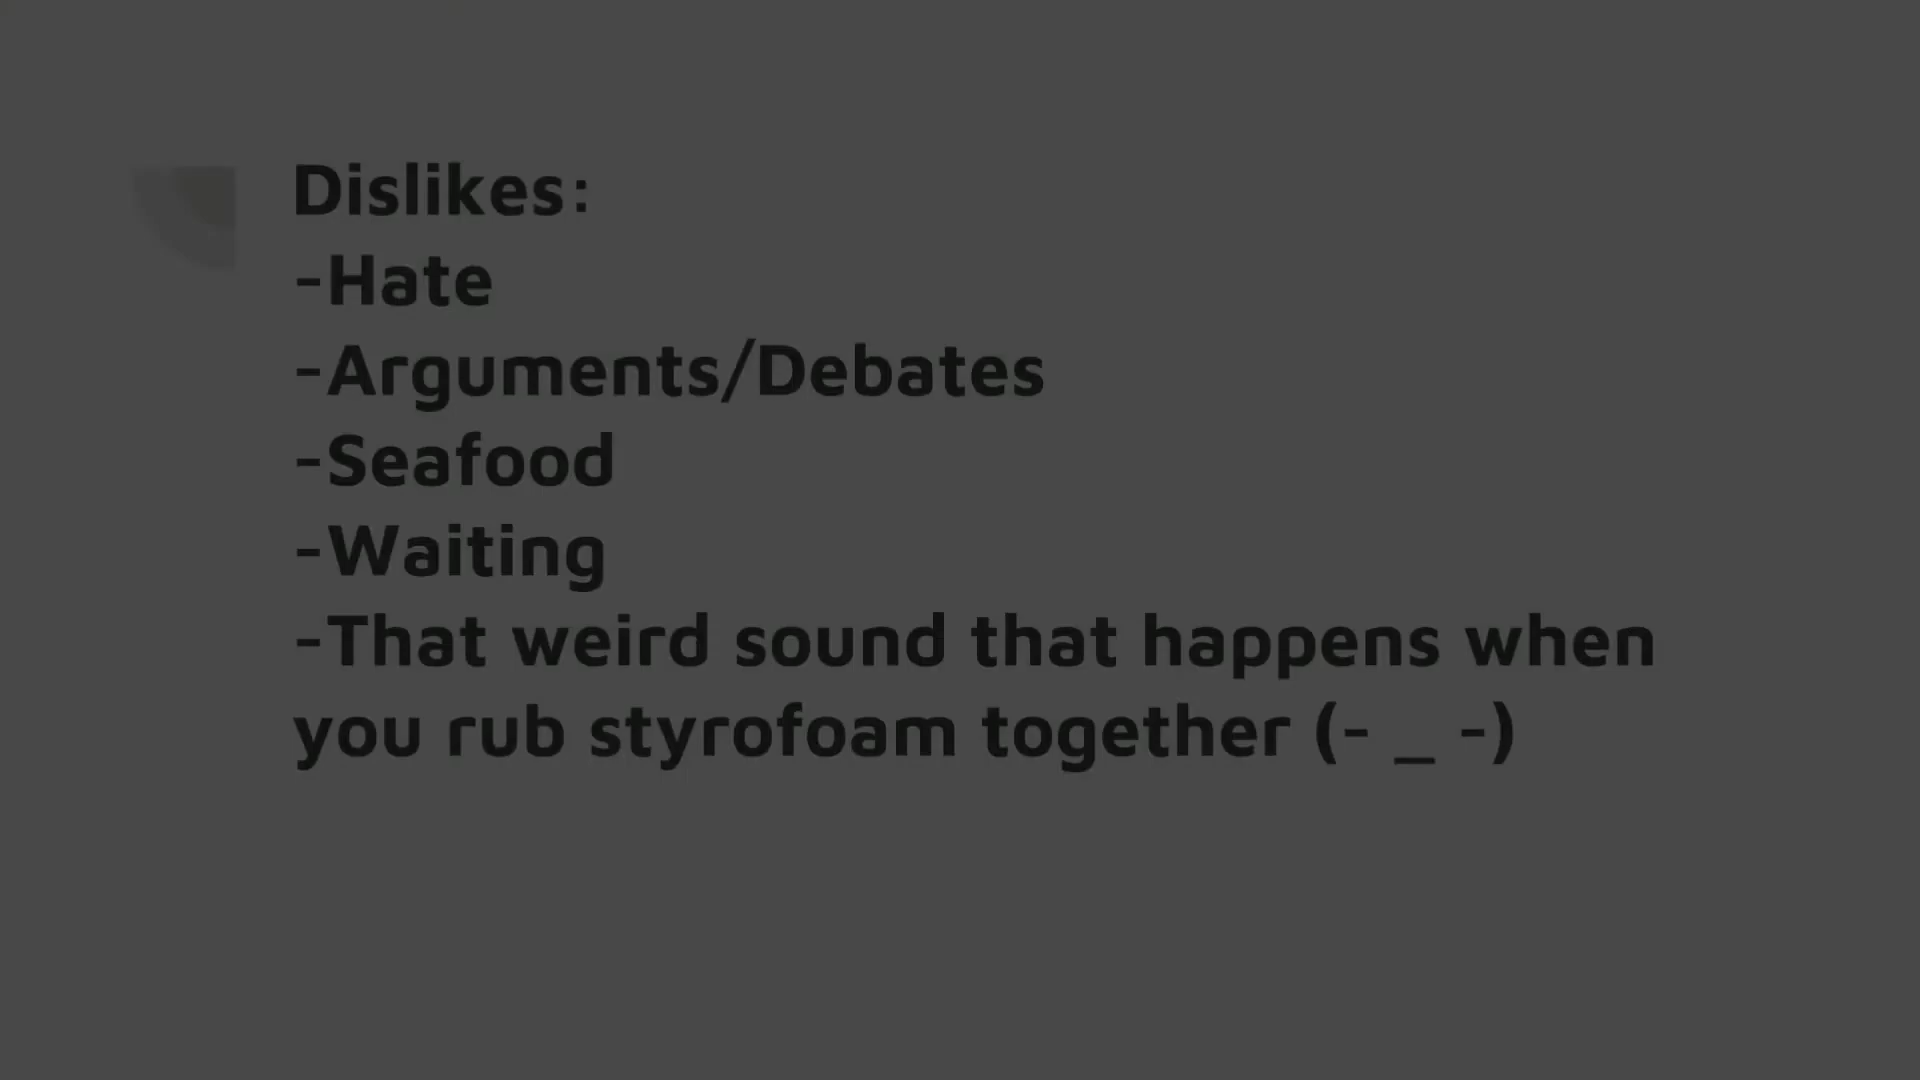 Dislikes:
-Hate
-Arguments/Debates
-Seafood
-Waiting
-That weird sound that happens when
you rub styrofoam together (- _ -)